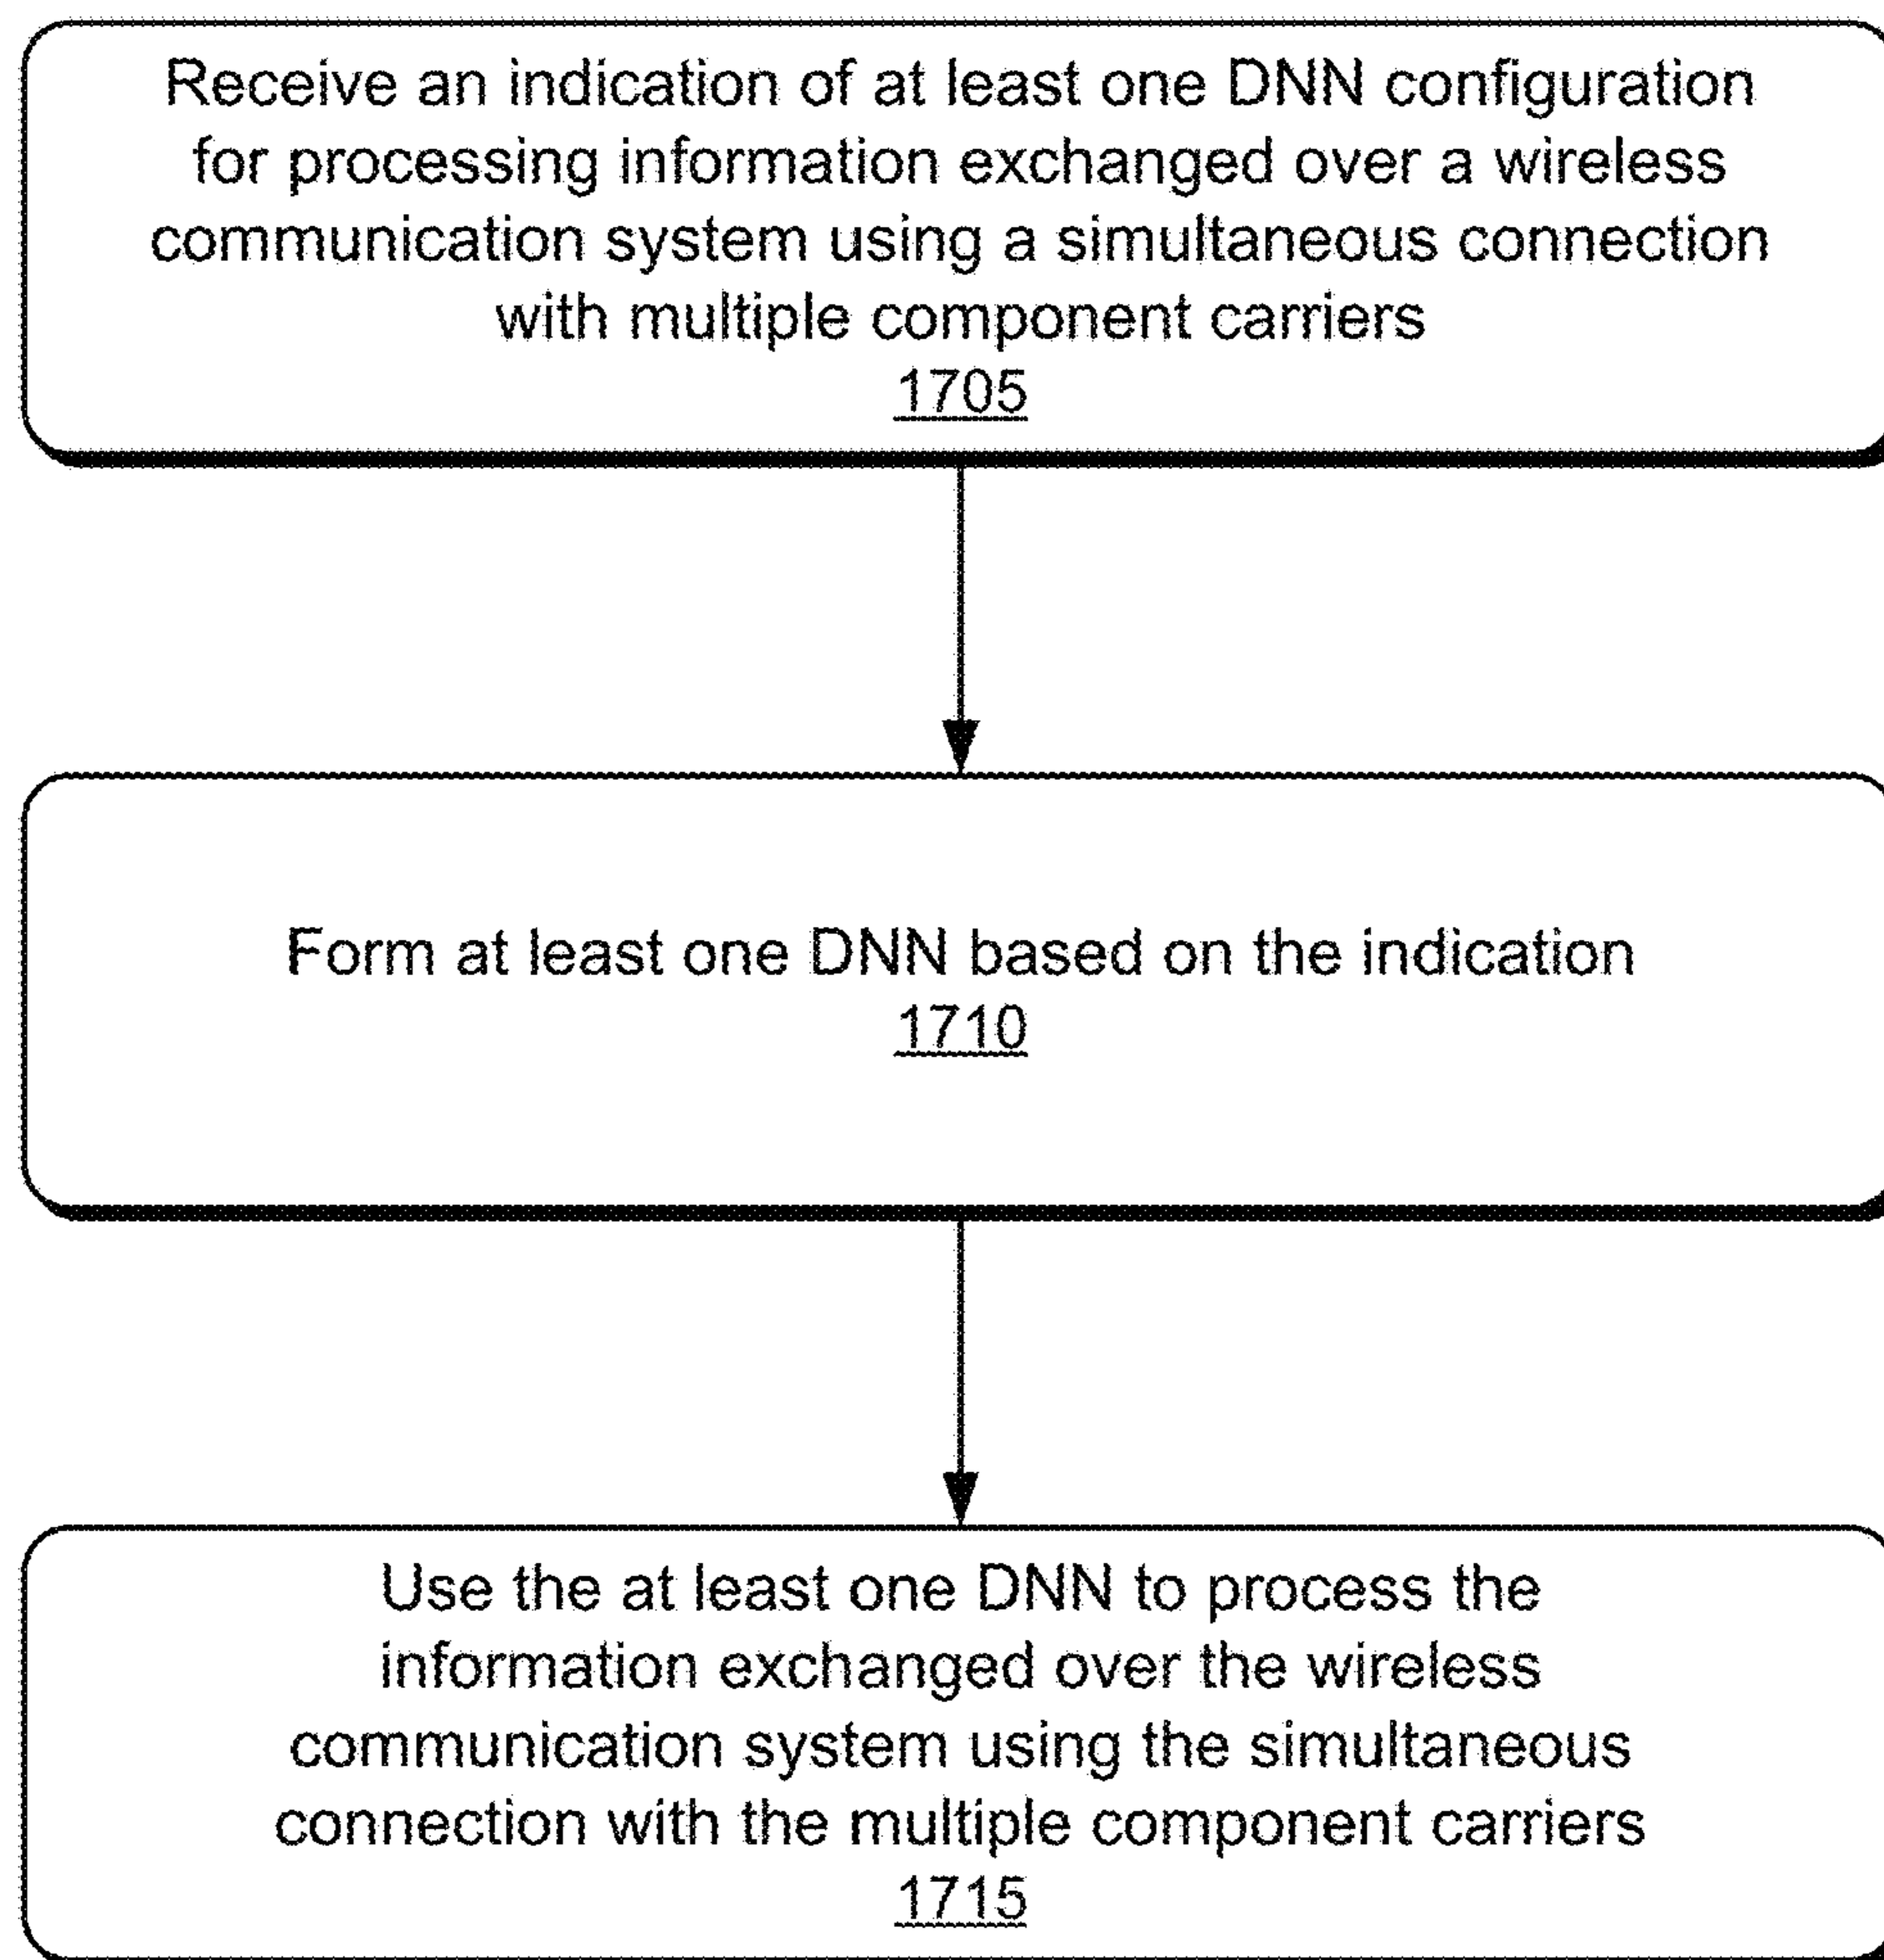 Receive an indication of at least one DNN configuration
for processing information exchanged over a wireless
communication system using a simultaneous connection
with multiple component carriers
1705
Form at least one DNN based on the indication
1710
Use the at least one DNN to process the
information exchanged over the wireless
communication system using the simultaneous
connection with the multiple component carriers
1715